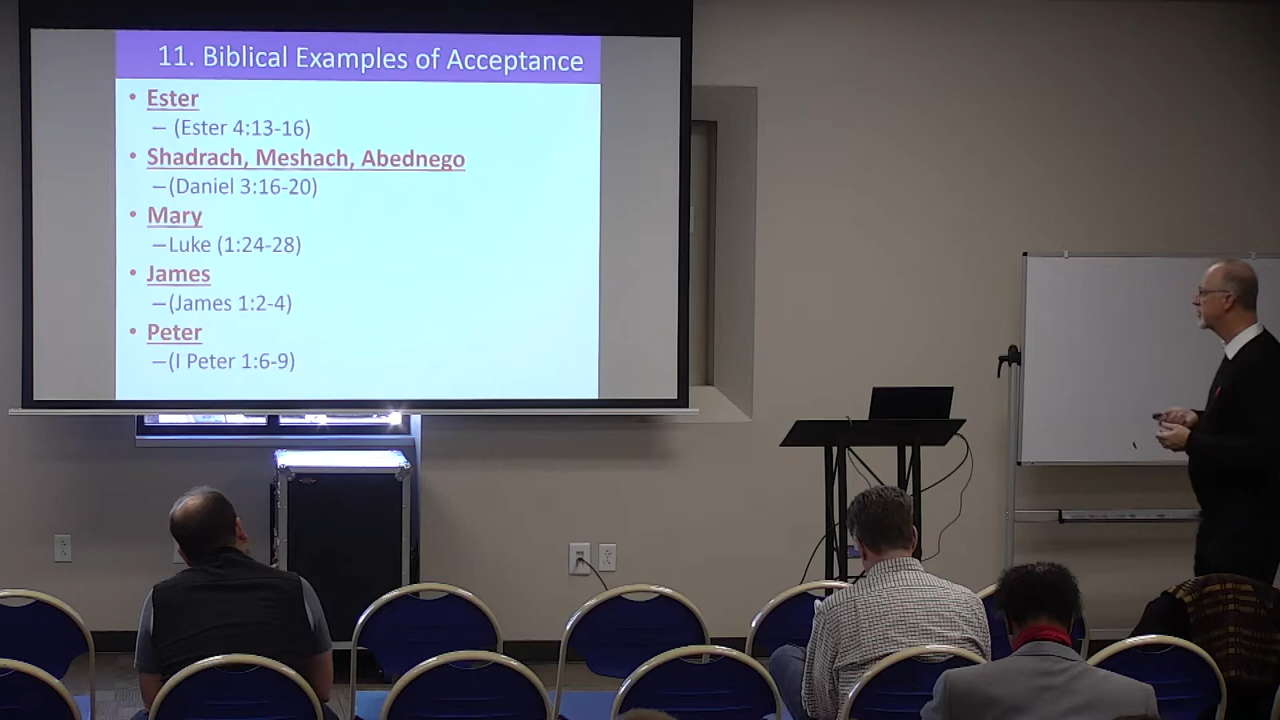 11. Biblical Examples of Acceptance
• Ester
– (Ester 4:13-16)
• Shadrach, Meshach, Abednego
–(Daniel 3:16-20)
• Mary
–Luke (1:24-28)
• James
–(James 1:2-4)
• Peter
–(I Peter 1:6-9)